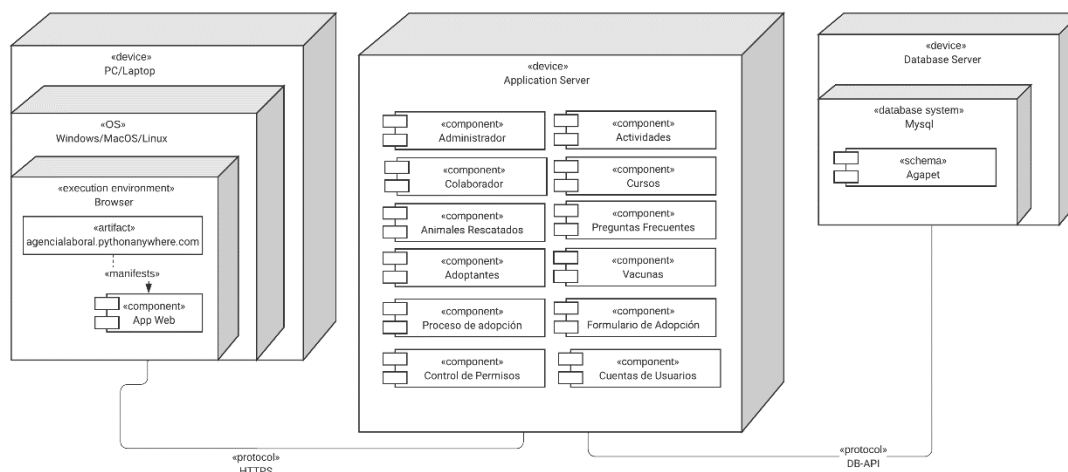 «device»
PC/Laptop
«OS»
Windows/MacOS/Linux
«execution environment»
Browser
«artifact»
agencialaboral.pythonanywhere.com
«manifests»
«component»
App Web
«device»
Application Server
«component»
Administrador
«component»
Actividades
«component»
Colaborador
«component»
Cursos
«component»
Animales Rescatados
«component»
Preguntas Frecuentes
«component»
Adoptantes
«component»
Vacunas
«component»
Proceso de adopción
«component»
Formulario de Adopción
«component»
Control de Permisos
«component»
Cuentas de Usuarios
«device»
Database Server
«database system»
Mysql
«schema»
Agapet
«protocol»
HTTPS
«protocol»
DB-API